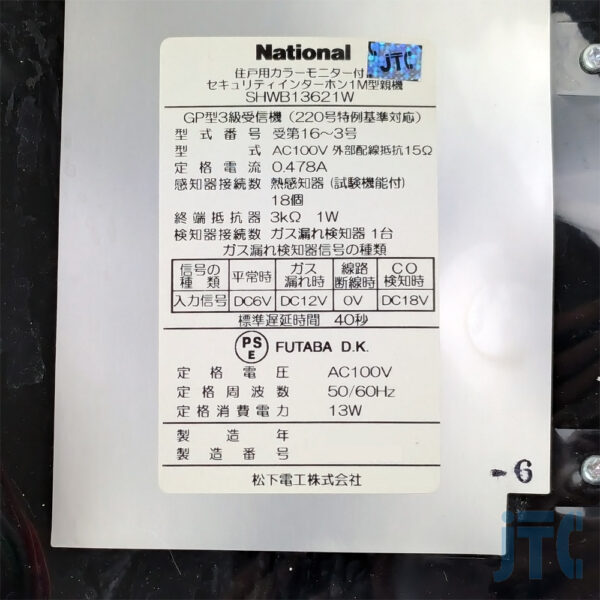 National
JTC
住戸用カラーモニター付
セキュリティインターホン1M型親機
SHWB13621W
GP型3級受信機(220号特例基準対応)
型式番号 受第16〜3号
型式 AC100V 外部配線抵抗15Ω
定格電流 0.478A
感知器接続数 熱感知器(試験機能付)
18個
終端抵抗器 3kΩ 1W
検知器接続数 ガス漏れ検知器1台
ガス漏れ検知器信号の種類
信号の種類 平常時 ガス漏れ時 線路断線時 CO検知時
入力信号 DC6V DC12V 0V DC18V
標準遅延時間 40秒
PSE FUTABA D.K.
定格電圧 AC100V
定格周波数 50/60Hz
定格消費電力 13W
製造年
製造番号
松下電工株式会社
-6
JTC